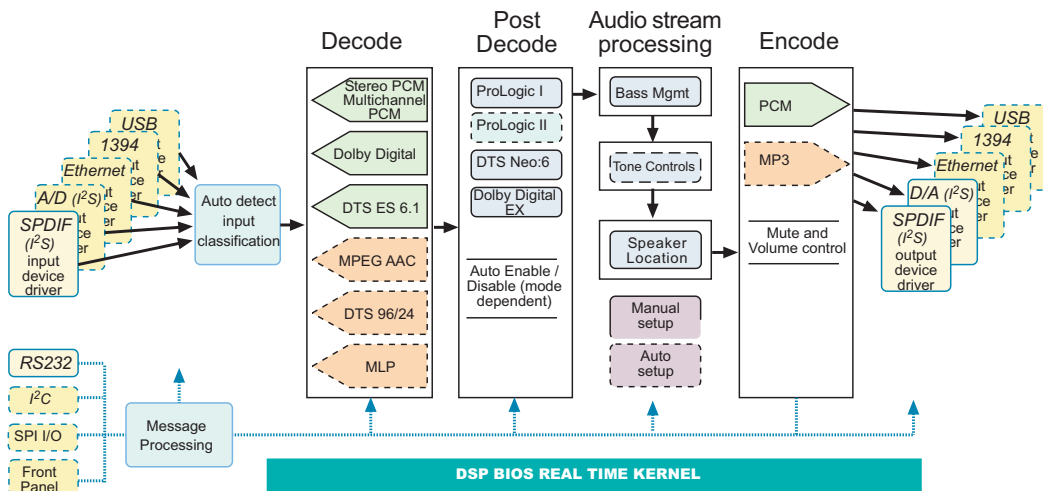 Decode
Post
Decode
Audio stream
processing
Encode
USB
1394
Ethernet
A/D (I²S)
SPDIF
(I²S)
input
device
driver
Auto detect
input
classification
Stereo PCM
Multichannel
PCM
Dolby Digital
DTS ES 6.1
MPEG AAC
DTS 96/24
MLP
ProLogic I
ProLogic II
DTS Neo:6
Dolby Digital
EX
Auto Enable /
Disable (mode
dependent)
Bass Mgmt
Tone Controls
Speaker
Location
Manual
setup
Auto
setup
PCM
MP3
Mute and
Volume control
USB
1394
Ethernet
D/A (I²S)
SPDIF
(I²S)
output
device
driver
RS232
I²C
SPI I/O
Front
Panel
Message
Processing
DSP BIOS REAL TIME KERNEL